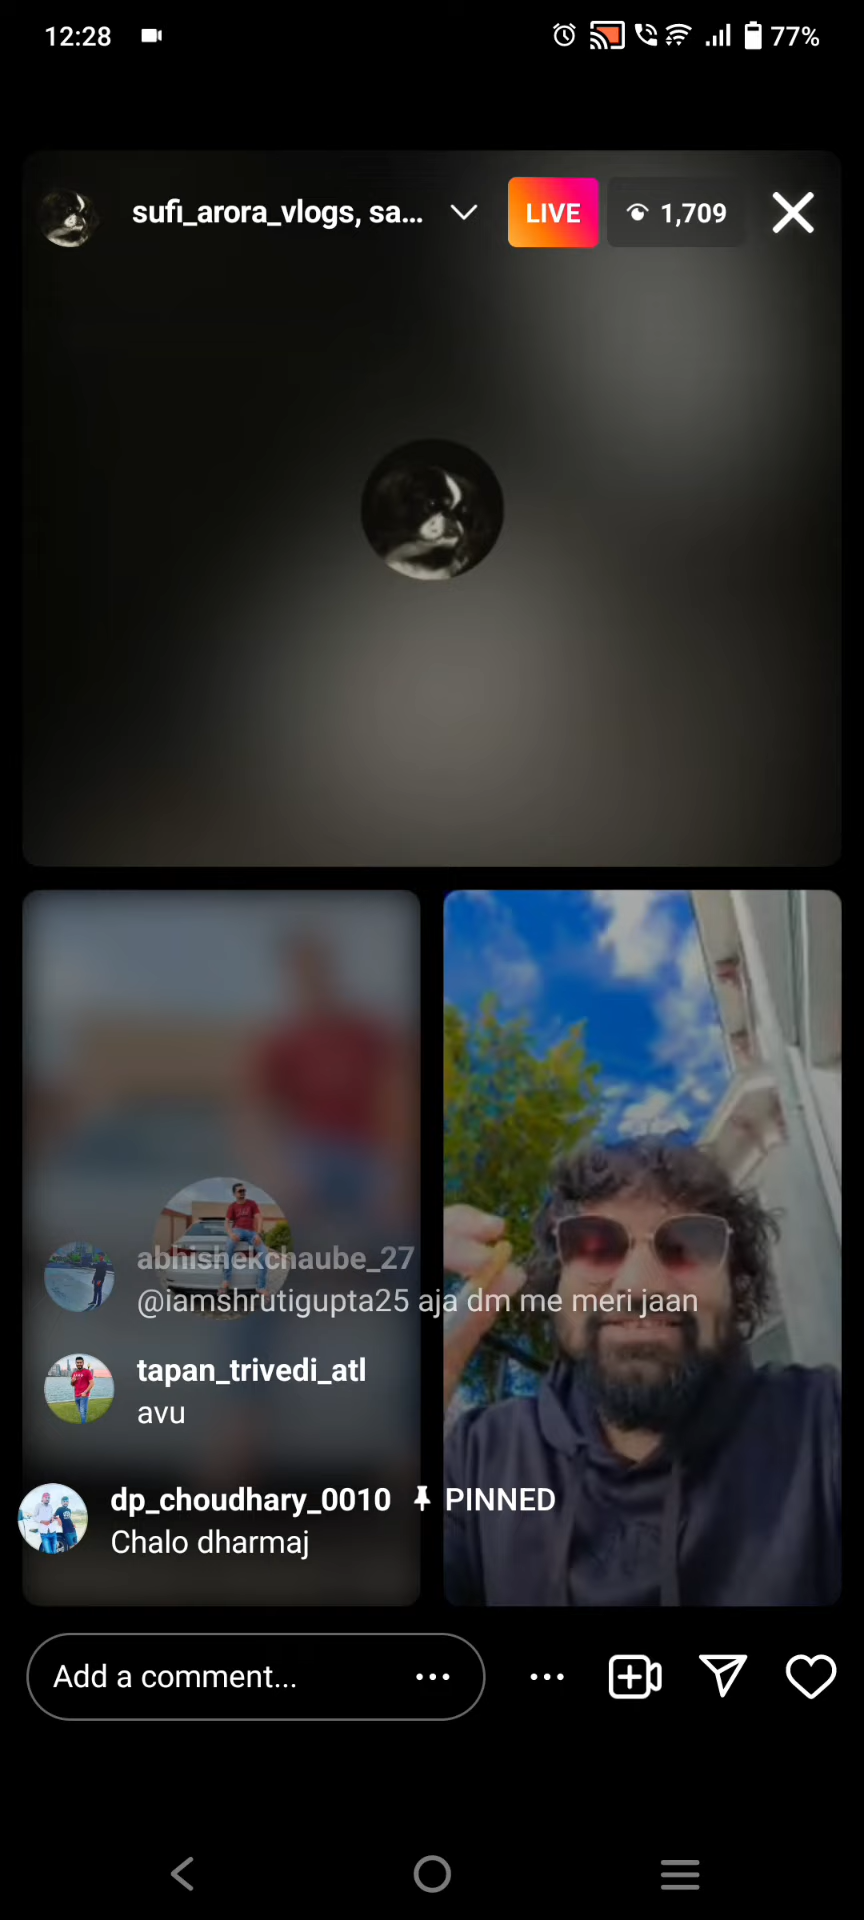 12:28
77%
sufi_arora_vlogs, sa...
LIVE
1,709
abhishekchaube_27
@iamshrutigupta25 aja dm me meri jaan
tapan_trivedi_atl
avu
dp_choudhary_0010 PINNED
Chalo dharmaj
Add a comment...